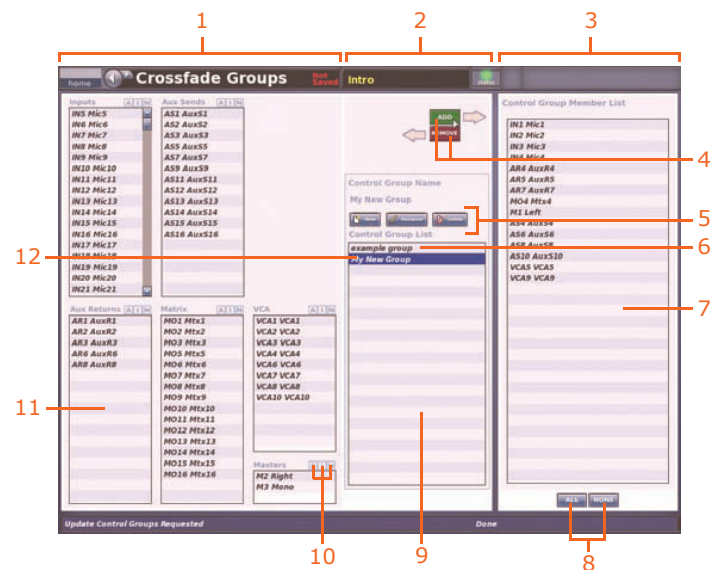 1
2
3
home
Crossfade Groups
Not Saved
Intro
Inputs
A I N
IN5 Mic5
IN6 Mic6
IN7 Mic7
IN8 Mic8
IN9 Mic9
IN10 Mic10
IN11 Mic11
IN12 Mic12
IN13 Mic13
IN14 Mic14
IN15 Mic15
IN16 Mic16
IN17 Mic17
IN18 Mic18
IN19 Mic19
IN20 Mic20
IN21 Mic21
Aux Sends
A I N
AS1 AuxS1
AS2 AuxS2
AS3 AuxS3
AS5 AuxS5
AS7 AuxS7
AS9 AuxS9
AS11 AuxS11
AS12 AuxS12
AS13 AuxS13
AS14 AuxS14
AS15 AuxS15
AS16 AuxS16
Aux Returns
A I N
AR1 AuxR1
AR2 AuxR2
AR3 AuxR3
AR6 AuxR6
AR8 AuxR8
Matrix
A I N
MO1 Mtx1
MO2 Mtx2
MO3 Mtx3
MO5 Mtx5
MO6 Mtx6
MO7 Mtx7
MO8 Mtx8
MO9 Mtx9
MO10 Mtx10
MO11 Mtx11
MO12 Mtx12
MO13 Mtx13
MO14 Mtx14
MO15 Mtx15
MO16 Mtx16
VCA
A I N
VCA1 VCA1
VCA2 VCA2
VCA3 VCA3
VCA4 VCA4
VCA6 VCA6
VCA7 VCA7
VCA8 VCA8
VCA10 VCA10
Masters
M2 Right
M3 Mono
ADD
REMOVE
Control Group Name
My New Group
Control Group List
example group
My New Group
Control Group Member List
IN1 Mic1
IN2 Mic2
IN3 Mic3
IN4 Mic4
AR4 AuxR4
AR5 AuxR5
AR7 AuxR7
MO4 Mtx4
M1 Left
AS4 AuxS4
AS6 AuxS6
AS8 AuxS8
AS10 AuxS10
VCA5 VCA5
VCA9 VCA9
ALL
NONE
Update Control Groups Requested
Done
4
5
6
7
8
9
10
11
12